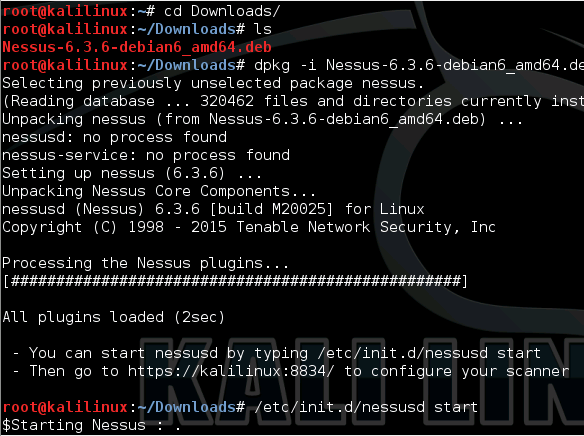 root@kalilinux:~# cd Downloads/
root@kalilinux:~/Downloads# ls
Nessus-6.3.6-debian6_amd64.deb
root@kalilinux:~/Downloads# dpkg -i Nessus-6.3.6-debian6_amd64.de
Selecting previously unselected package nessus.
(Reading database ... 320462 files and directories currently inst
Unpacking nessus (from Nessus-6.3.6-debian6_amd64.deb) ...
nessusd: no process found
nessus-service: no process found
Setting up nessus (6.3.6) ...
Unpacking Nessus Core Components...
nessusd (Nessus) 6.3.6 [build M20025] for Linux
Copyright (C) 1998 - 2015 Tenable Network Security, Inc
Processing the Nessus plugins...
[##################################################]
All plugins loaded (2sec)
- You can start nessusd by typing /etc/init.d/nessusd start
- Then go to https://kalilinux:8834/ to configure your scanner
root@kalilinux:~/Downloads# /etc/init.d/nessusd start
$Starting Nessus : .
KALI LIN